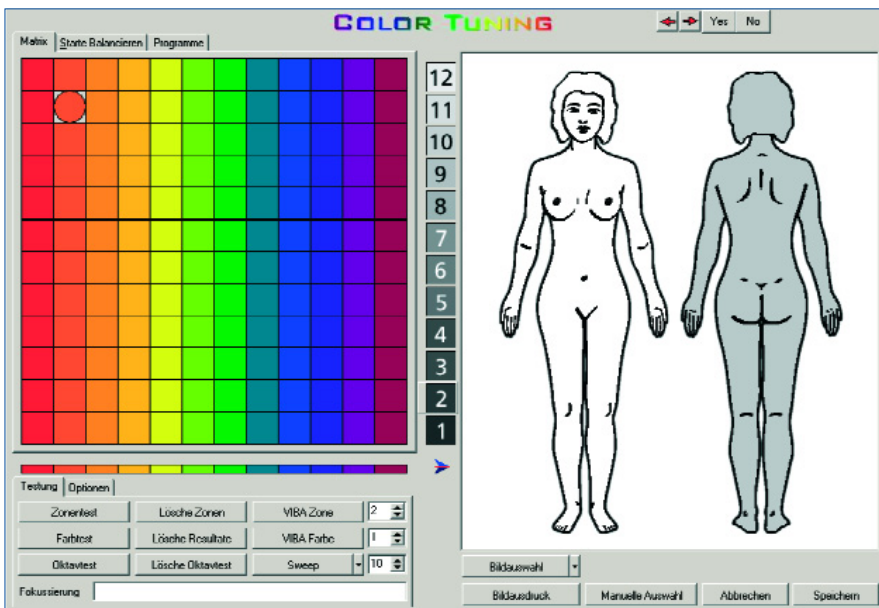 COLOR TUNING
Yes No
Matrix Starte Balancieren Programme
12
11
10
9
8
7
6
5
4
3
2
1
Testung Optionen
Zonentest Lösche Zonen VIBA Zone 2
Farbtest Lösche Resultate VIBA Farbe 1
Oktavtest Lösche Oktavtest Sweep 10
Fokussierung
Bildauswahl
Bildausdruck Manuelle Auswahl Abbrechen Speichern